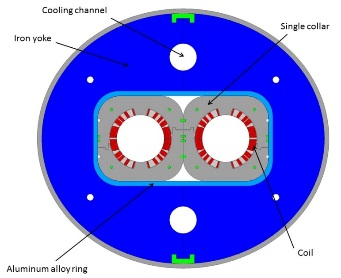 Cooling channel
Single collar
Iron yoke
Coil
Aluminum alloy ring